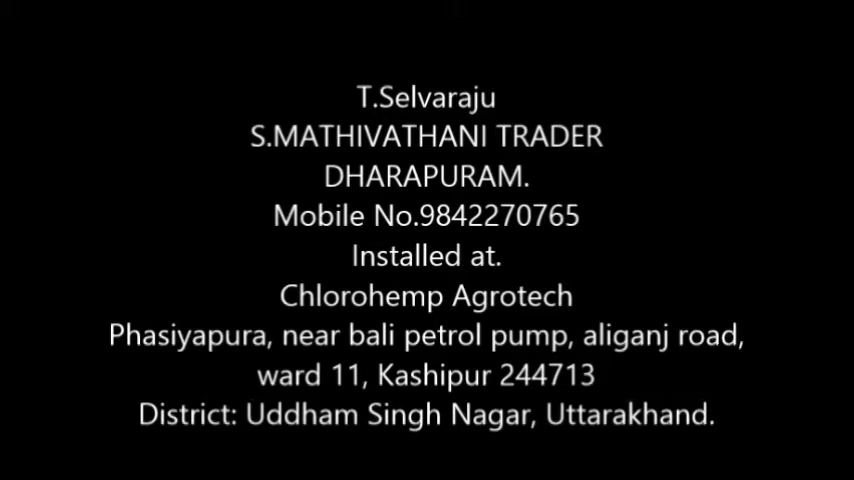 T.Selvaraju
S.MATHIVATHANI TRADER
DHARAPURAM.
Mobile No.9842270765
Installed at.
Chlorohemp Agrotech
Phasiyapura, near bali petrol pump, aliganj road,
ward 11, Kashipur 244713
District: Uddham Singh Nagar, Uttarakhand.